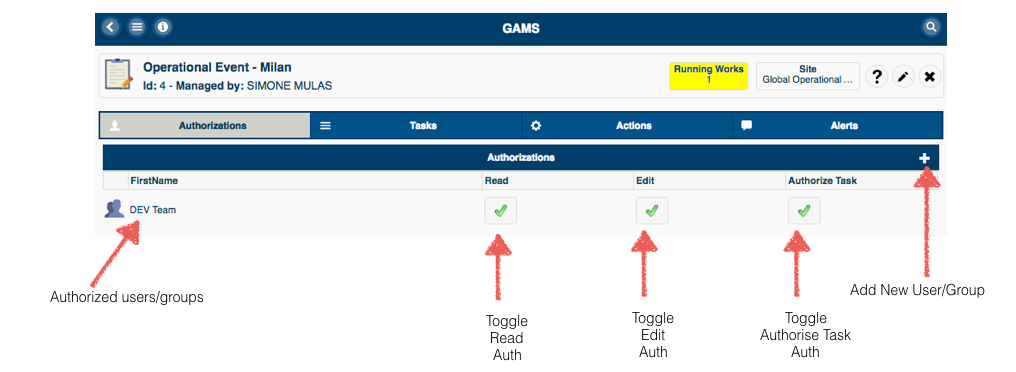 GAMS
Operational Event - Milan
Id: 4 - Managed by: SIMONE MULAS
Running Works
1
Site
Global Operational ...
?
Authorizations
Tasks
Actions
Alerts
Authorizations
FirstName
Read
Edit
Authorize Task
DEV Team
Authorized users/groups
Add New User/Group
Toggle
Read
Auth
Toggle
Edit
Auth
Toggle
Authorise Task
Auth